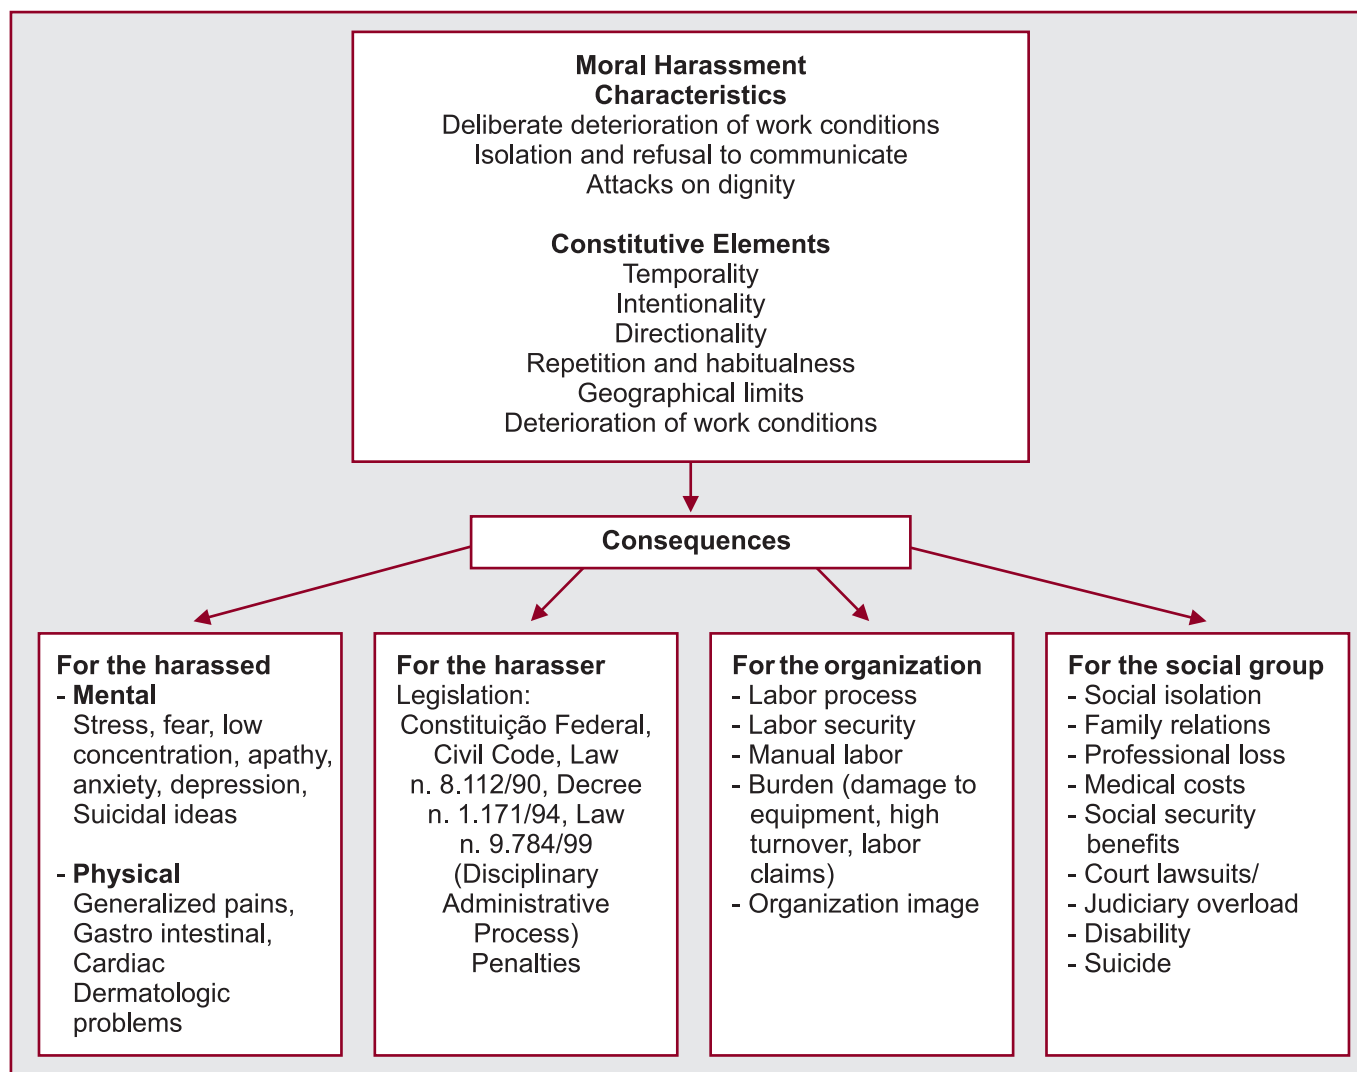 Moral Harassment
Characteristics
Deliberate deterioration of work conditions
Isolation and refusal to communicate
Attacks on dignity
Constitutive Elements
Temporality
Intentionality
Directionality
Repetition and habitualness
Geographical limits
Deterioration of work conditions
Consequences
For the harassed
- Mental
Stress, fear, low
concentration, apathy,
anxiety, depression,
Suicidal ideas
- Physical
Generalized pains,
Gastro intestinal,
Cardiac
Dermatologic
problems
For the harasser
Legislation:
Constituição Federal,
Civil Code, Law
n. 8.112/90, Decree
n. 1.171/94, Law
n. 9.784/99
(Disciplinary
Administrative
Process)
Penalties
For the organization
- Labor process
- Labor security
- Manual labor
- Burden (damage to
equipment, high
turnover, labor
claims)
- Organization image
For the social group
- Social isolation
- Family relations
- Professional loss
- Medical costs
- Social security
benefits
- Court lawsuits/
- Judiciary overload
- Disability
- Suicide